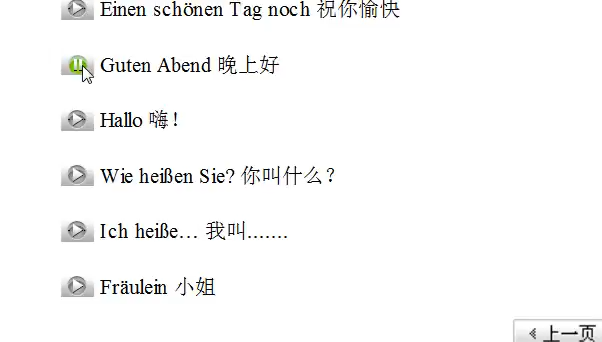 Einen schönen Tag noch 祝你愉快
Guten Abend 晚上好
Hallo 嗨！
Wie heißen Sie? 你叫什么？
Ich heiße… 我叫.......
Fräulein 小姐
上一页